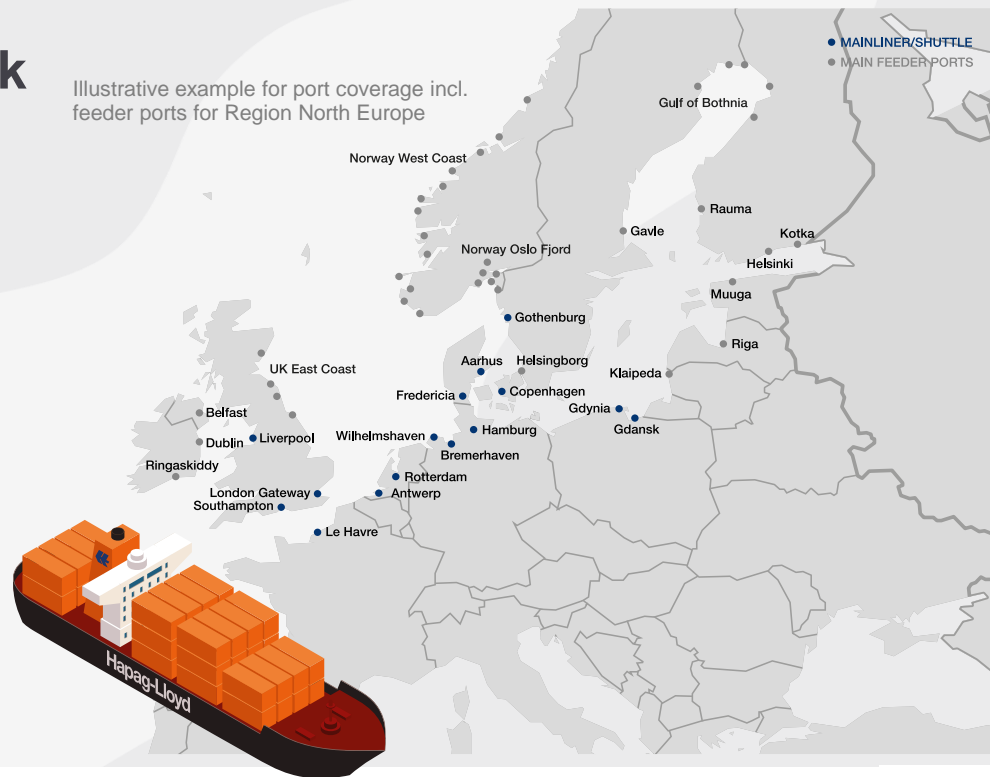 k
Illustrative example for port coverage incl.
feeder ports for Region North Europe
MAINLINER/SHUTTLE
MAIN FEEDER PORTS
Gulf of Bothnia
Norway West Coast
Rauma
Gavle
Kotka
Norway Oslo Fjord
Helsinki
Muuga
Gothenburg
Riga
Aarhus
Helsingborg
UK East Coast
Klaipeda
Fredericia
Copenhagen
Gdynia
Belfast
Gdansk
Hamburg
Wilhelmshaven
Dublin
Liverpool
Bremerhaven
Ringaskiddy
Rotterdam
London Gateway
Antwerp
Southampton
Le Havre
Hapag-Lloyd